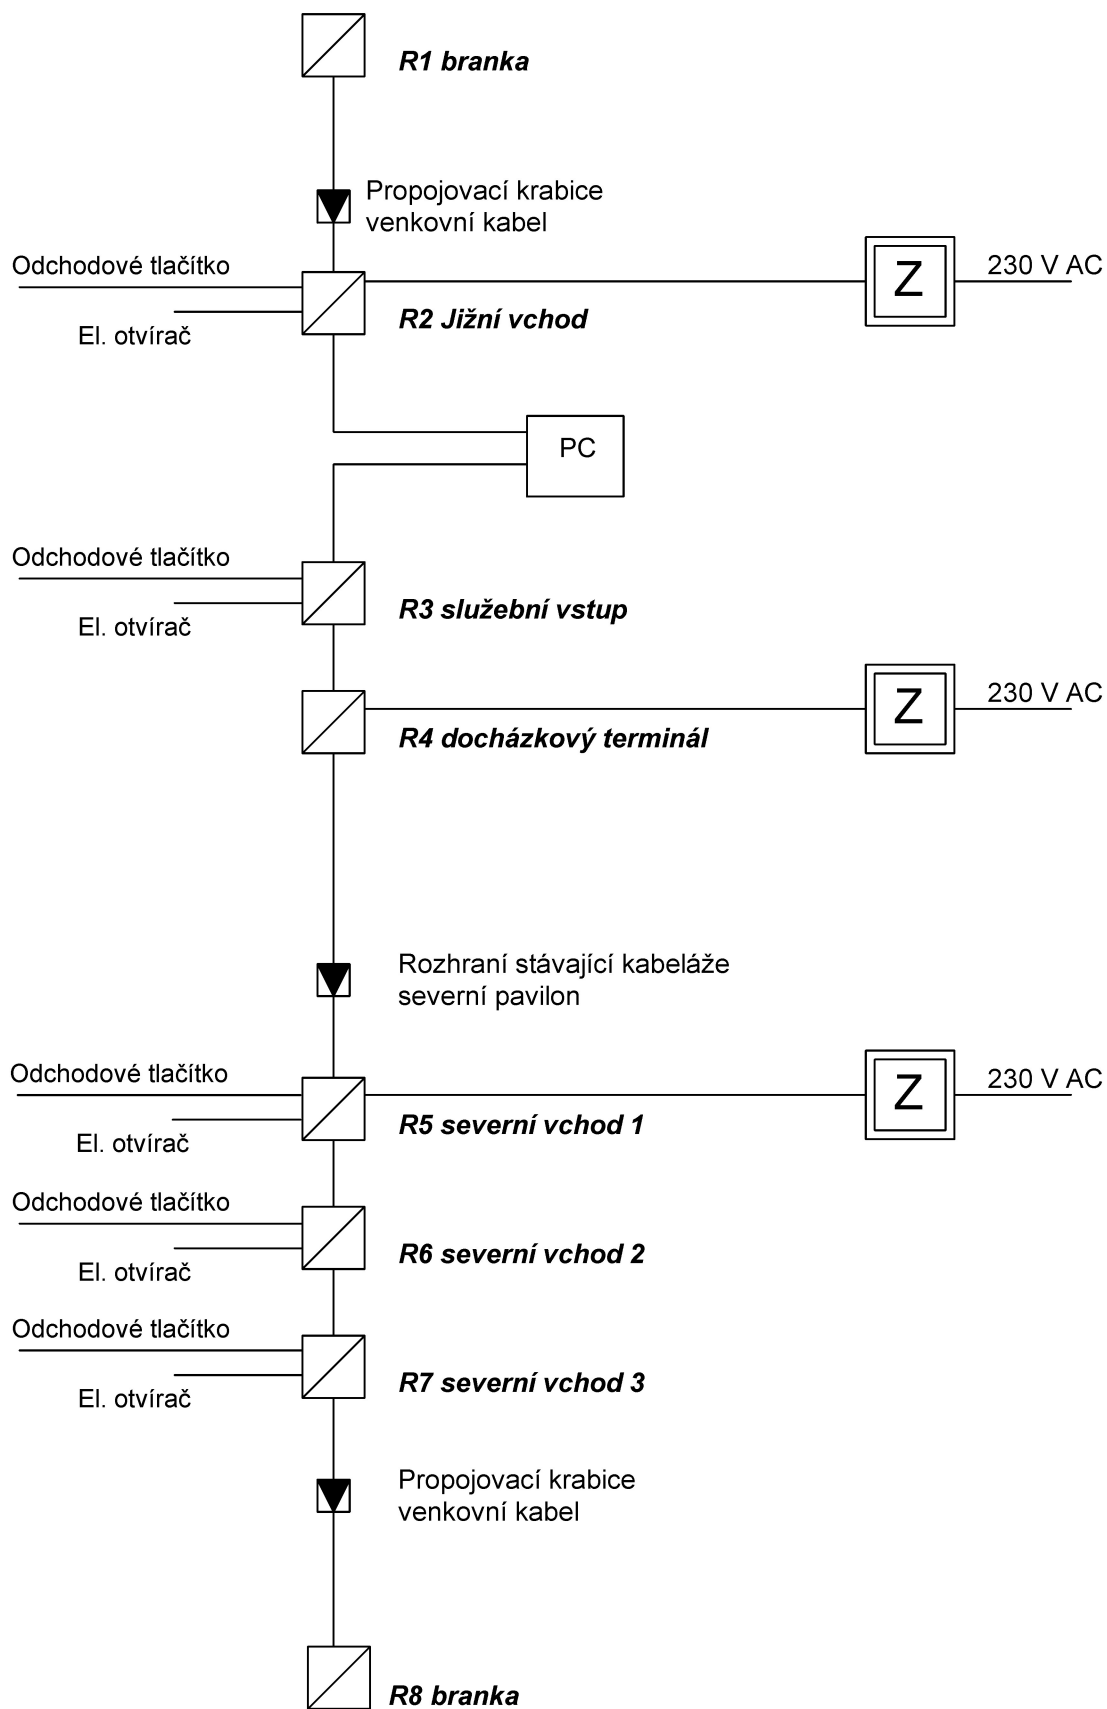 R1 branka
Propojovací krabice
venkovní kabel
Odchodové tlačítko
Z
230 V AC
El. otvírač
R2 Jižní vchod
PC
Odchodové tlačítko
El. otvírač
R3 služební vstup
Z
230 V AC
R4 docházkový terminál
Rozhraní stávající kabeláže
severní pavilon
Odchodové tlačítko
Z
230 V AC
El. otvírač
R5 severní vchod 1
Odchodové tlačítko
El. otvírač
R6 severní vchod 2
Odchodové tlačítko
El. otvírač
R7 severní vchod 3
Propojovací krabice
venkovní kabel
R8 branka